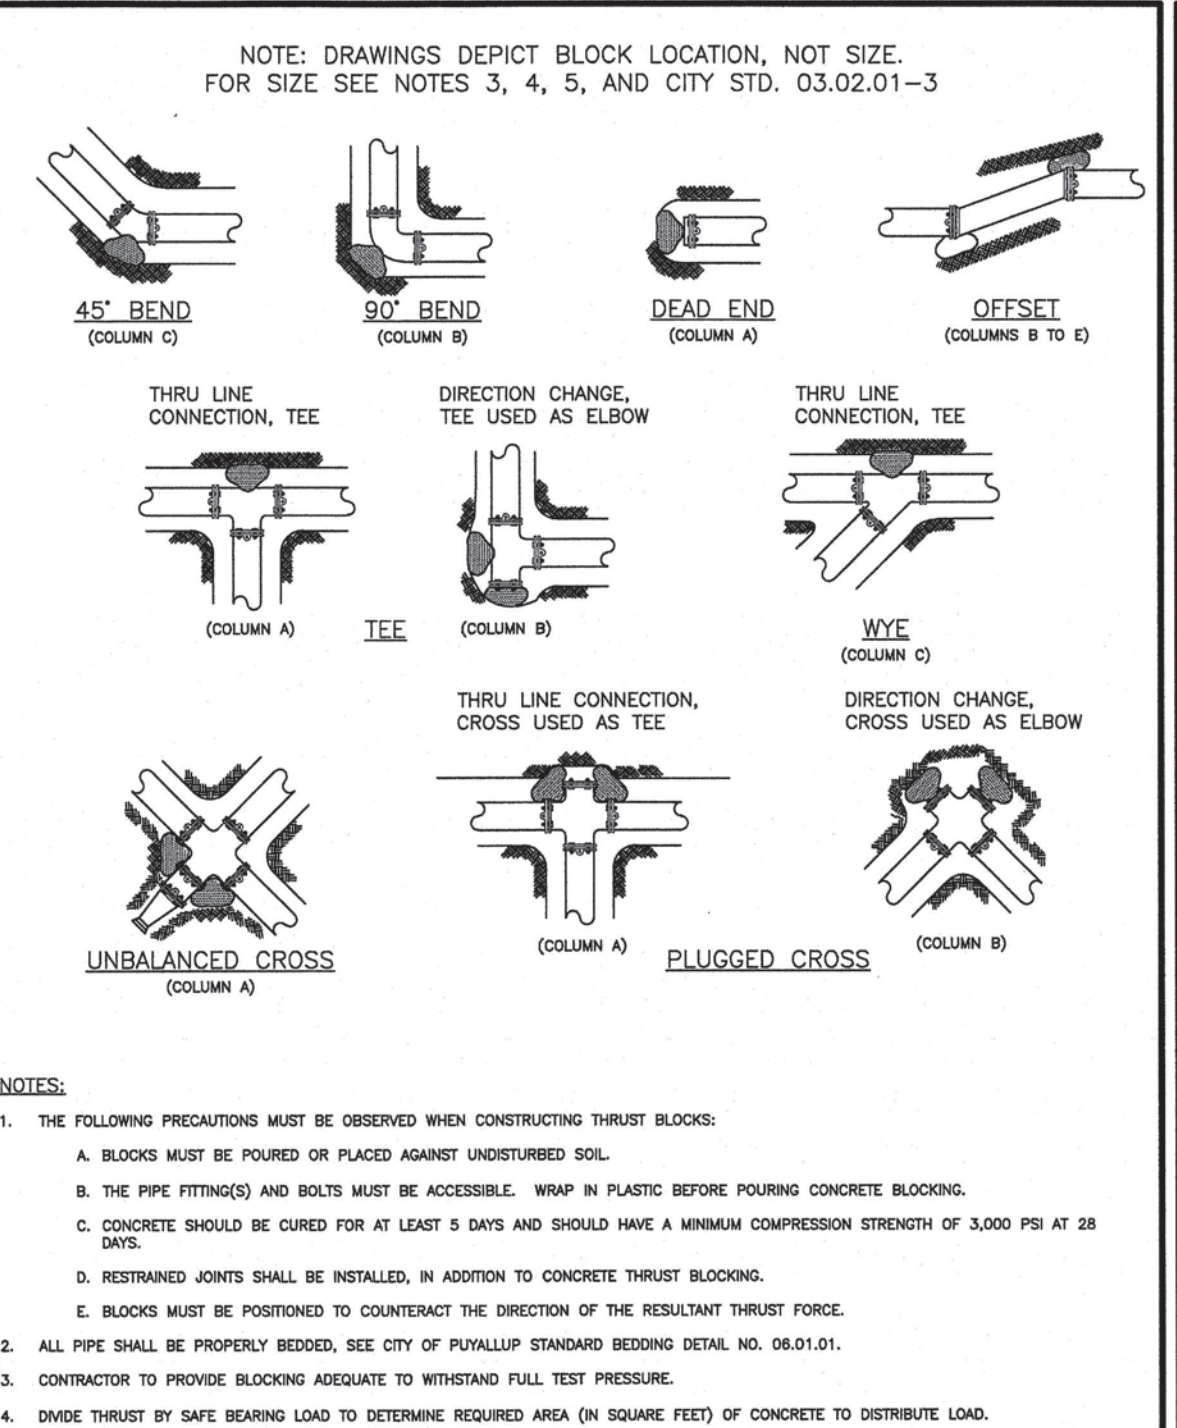 NOTE: DRAWINGS DEPICT BLOCK LOCATION, NOT SIZE.
FOR SIZE SEE NOTES 3, 4, 5, AND CITY STD. 03.02.01-3
45° BEND
(COLUMN C)
90° BEND
(COLUMN B)
DEAD END
(COLUMN A)
OFFSET
(COLUMNS B TO E)
THRU LINE
CONNECTION, TEE
DIRECTION CHANGE,
TEE USED AS ELBOW
THRU LINE
CONNECTION, TEE
(COLUMN A)
TEE
(COLUMN B)
WYE
(COLUMN C)
THRU LINE CONNECTION,
CROSS USED AS TEE
DIRECTION CHANGE,
CROSS USED AS ELBOW
UNBALANCED CROSS
(COLUMN A)
(COLUMN A)
PLUGGED CROSS
(COLUMN B)
NOTES:
1. THE FOLLOWING PRECAUTIONS MUST BE OBSERVED WHEN CONSTRUCTING THRUST BLOCKS:
A. BLOCKS MUST BE POURED OR PLACED AGAINST UNDISTURBED SOIL.
B. THE PIPE FITTING(S) AND BOLTS MUST BE ACCESSIBLE. WRAP IN PLASTIC BEFORE POURING CONCRETE BLOCKING.
C. CONCRETE SHOULD BE CURED FOR AT LEAST 5 DAYS AND SHOULD HAVE A MINIMUM COMPRESSION STRENGTH OF 3,000 PSI AT 28
DAYS.
D. RESTRAINED JOINTS SHALL BE INSTALLED, IN ADDITION TO CONCRETE THRUST BLOCKING.
E. BLOCKS MUST BE POSITIONED TO COUNTERACT THE DIRECTION OF THE RESULTANT THRUST FORCE.
2. ALL PIPE SHALL BE PROPERLY BEDDED, SEE CITY OF PUYALLUP STANDARD BEDDING DETAIL NO. 06.01.01.
3. CONTRACTOR TO PROVIDE BLOCKING ADEQUATE TO WITHSTAND FULL TEST PRESSURE.
4. DIVIDE THRUST BY SAFE BEARING LOAD TO DETERMINE REQUIRED AREA (IN SQUARE FEET) OF CONCRETE TO DISTRIBUTE LOAD.